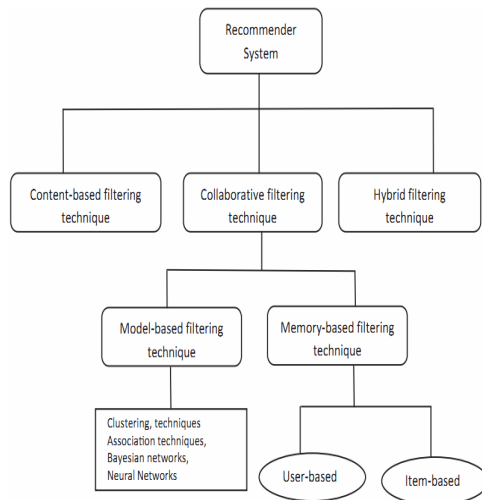 Recommender
System
Content-based filtering
technique
Collaborative filtering
technique
Hybrid filtering
technique
Model-based filtering
technique
Memory-based filtering
technique
Clustering, techniques
Association techniques,
Bayesian networks,
Neural Networks
User-based
Item-based